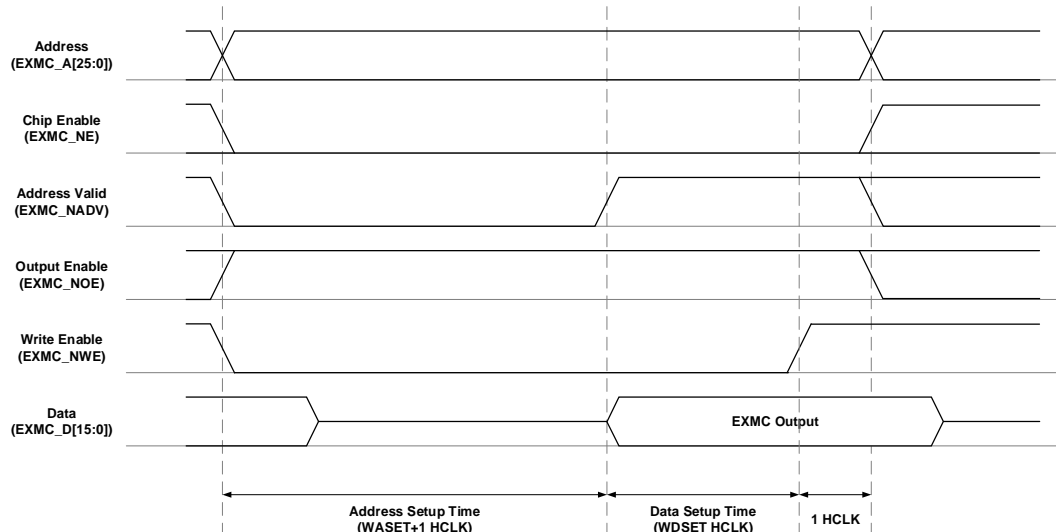 Address
(EXMC_A[25:0])
Chip Enable
(EXMC_NE)
Address Valid
(EXMC_NADV)
Output Enable
(EXMC_NOE)
Write Enable
(EXMC_NWE)
Data
(EXMC_D[15:0])
EXMC Output
Address Setup Time
(WASET+1 HCLK)
Data Setup Time
(WDSET HCLK)
1 HCLK